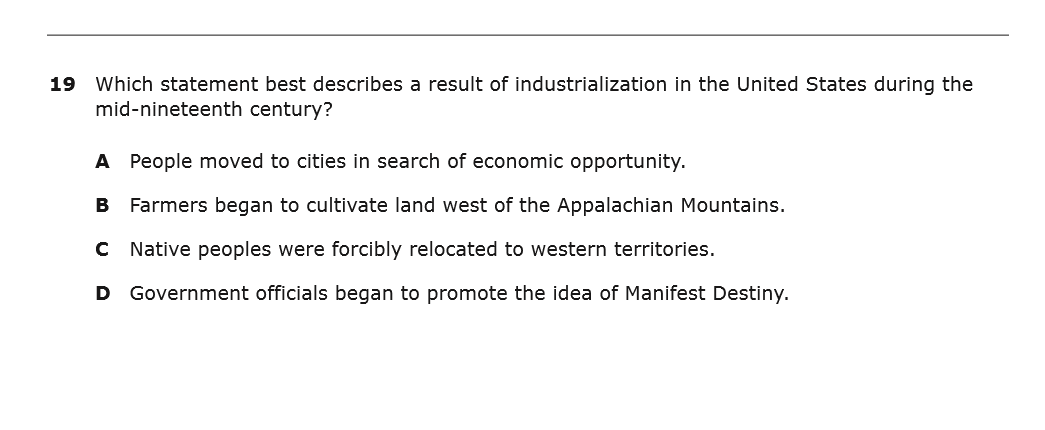 19 Which statement best describes a result of industrialization in the United States during the
mid-nineteenth century?
A People moved to cities in search of economic opportunity.
B Farmers began to cultivate land west of the Appalachian Mountains.
C Native peoples were forcibly relocated to western territories.
D Government officials began to promote the idea of Manifest Destiny.